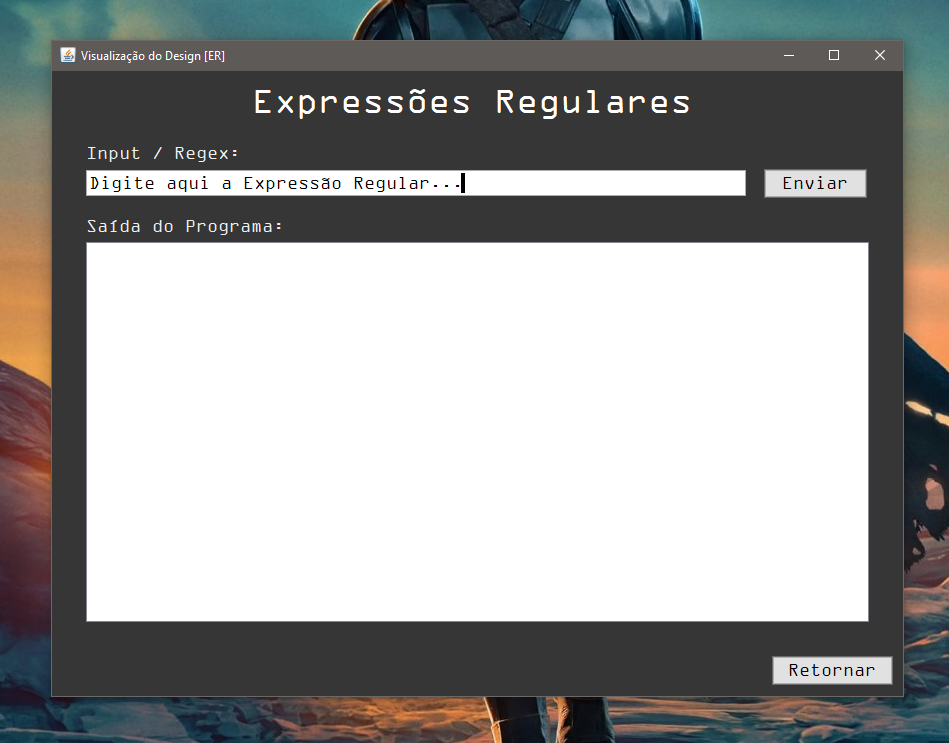 Visualização do Design [ER]
Expressões Regulares
Input / Regex:
Digite aqui a Expressão Regular...
Enviar
Saída do Programa:
Retornar